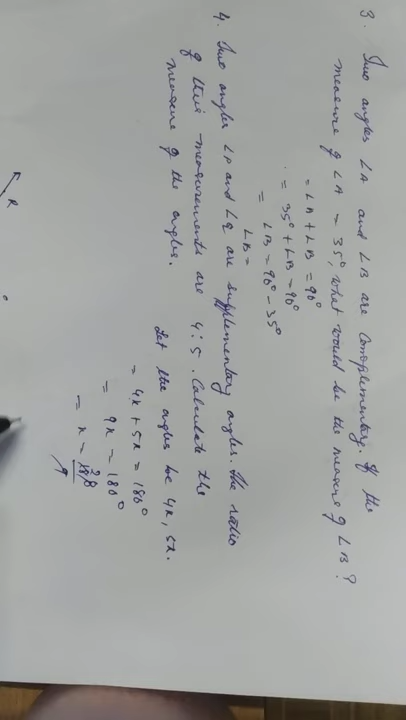 3. Two angles ∠A and ∠B are Complementary. If the
measure of ∠A = 35°, what would be the measure of ∠B?
= ∠A + ∠B = 90°
= 35° + ∠B = 90°
= ∠B = 90° - 35°
∠B =
4. Two angles ∠P and ∠Q are supplementary angles. The ratio
of their measurements are 4:5. Calculate the
measure of the angles.
Let the angles be 4x, 5x.
= 4x + 5x = 180°
= 9x = 180°
= x =
9
R